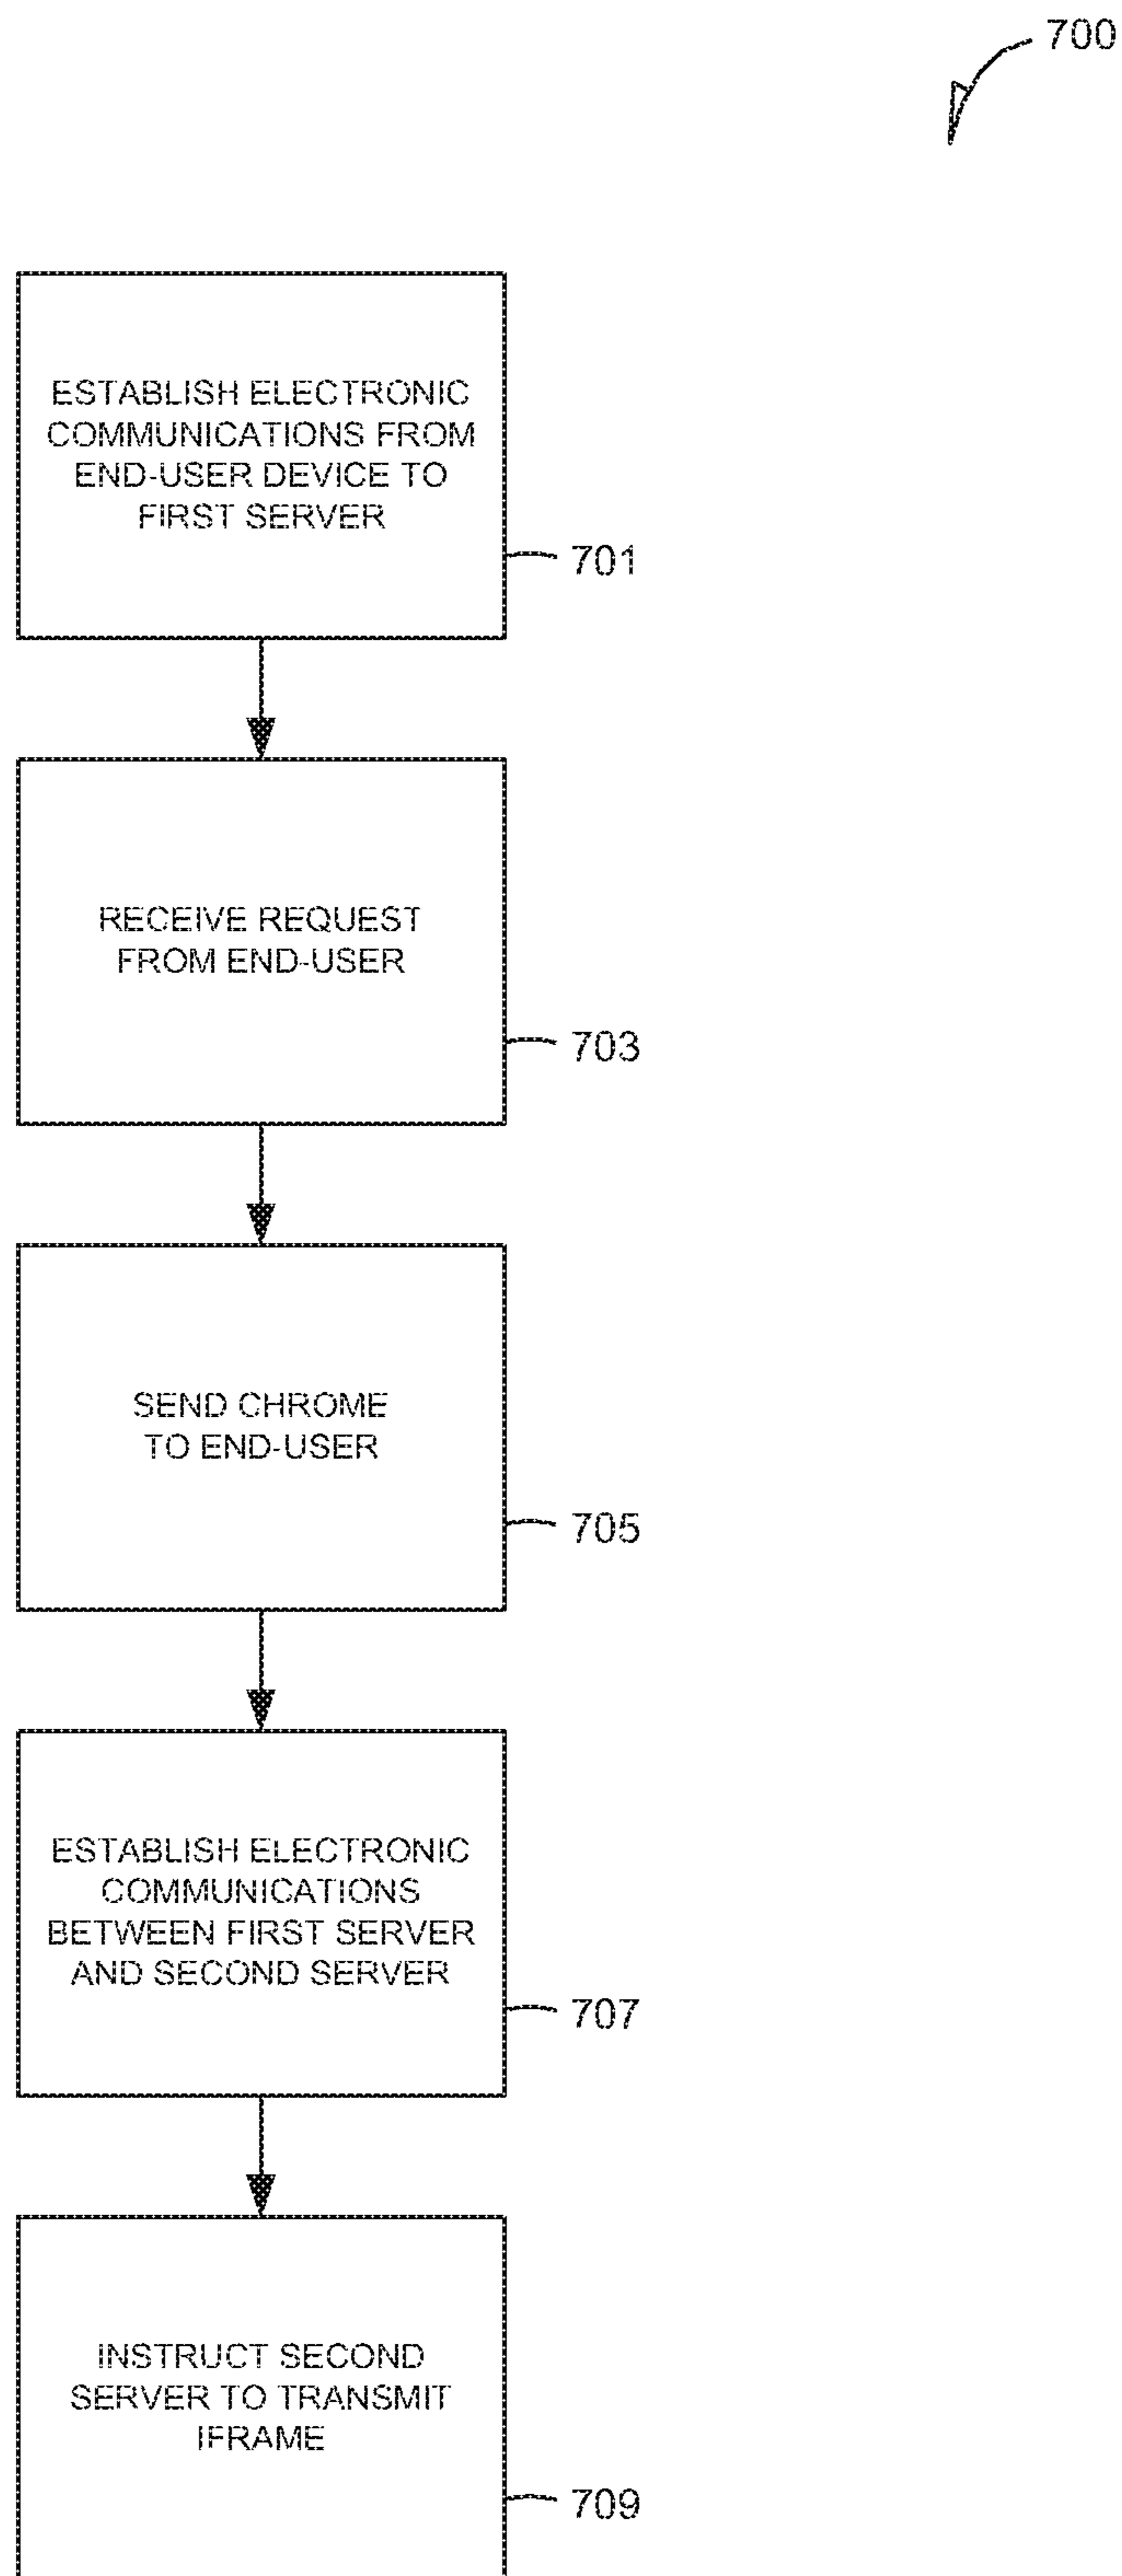 700
ESTABLISH ELECTRONIC
COMMUNICATIONS FROM
END-USER DEVICE TO
FIRST SERVER
701
RECEIVE REQUEST
FROM END-USER
703
SEND CHROME
TO END-USER
705
ESTABLISH ELECTRONIC
COMMUNICATIONS
BETWEEN FIRST SERVER
AND SECOND SERVER
707
INSTRUCT SECOND
SERVER TO TRANSMIT
IFRAME
709